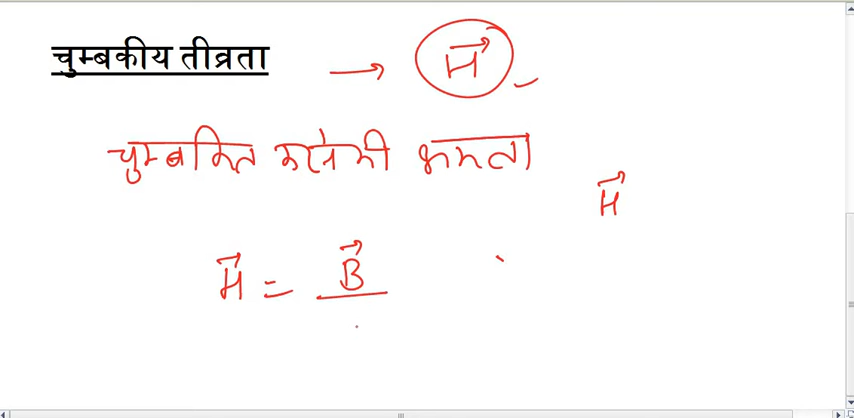 चुम्बकीय तीव्रता → H⃗
चुम्बकित करने की क्षमता
H⃗
H⃗ = B⃗ /